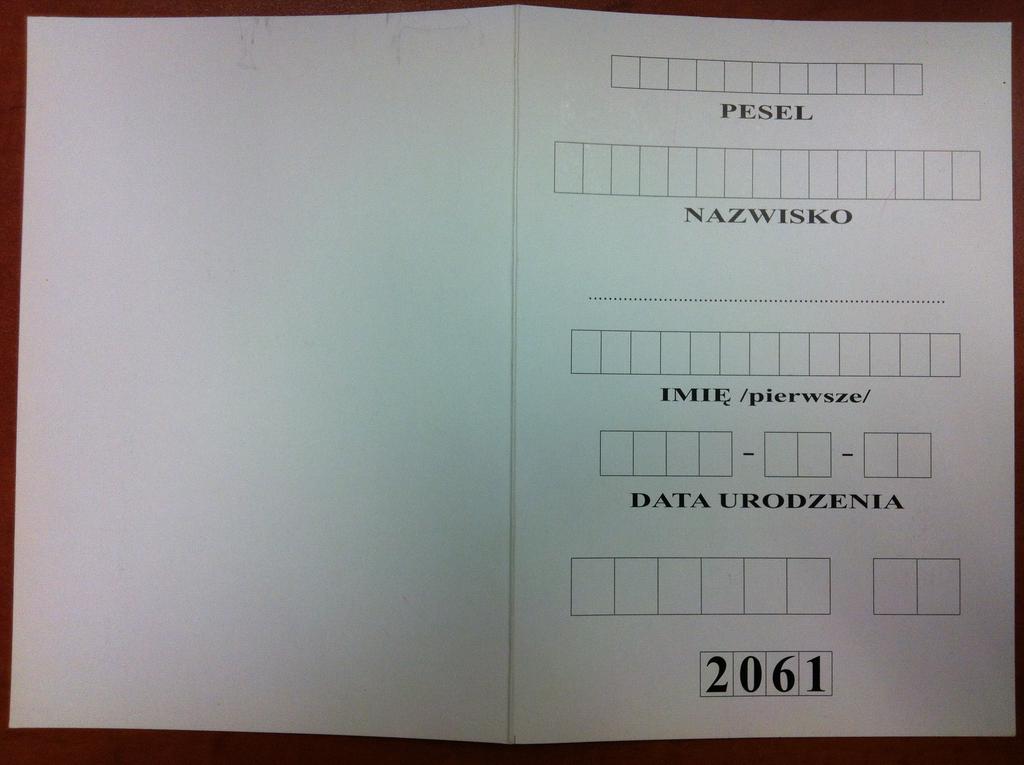 PESEL
NAZWISKO
IMIĘ /pierwsze/
- -
DATA URODZENIA
2061